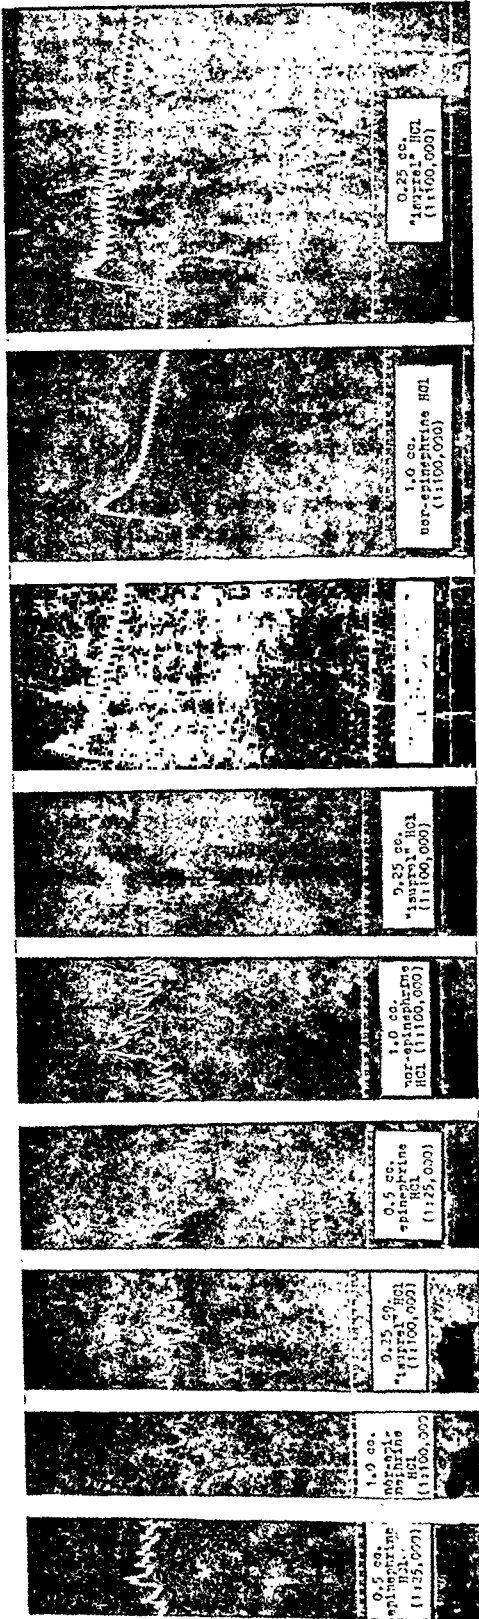 0.5 cc.
epinephrine
HCl
(1:25,000)
1.0 cc.
nor-epi-
nephrine
HCl
(1:100,000)
0.25 cc.
"isuprel" HCl
(1:100,000)
0.5 cc.
epinephrine
HCl
(1:25,000)
1.0 cc.
nor-epinephrine
HCl (1:100,000)
0.25 cc.
"isuprel" HCl
(1:100,000)
1.0 cc.
nor-epinephrine HCl
(1:100,000)
0.25 cc.
"isuprel" HCl
(1:100,000)